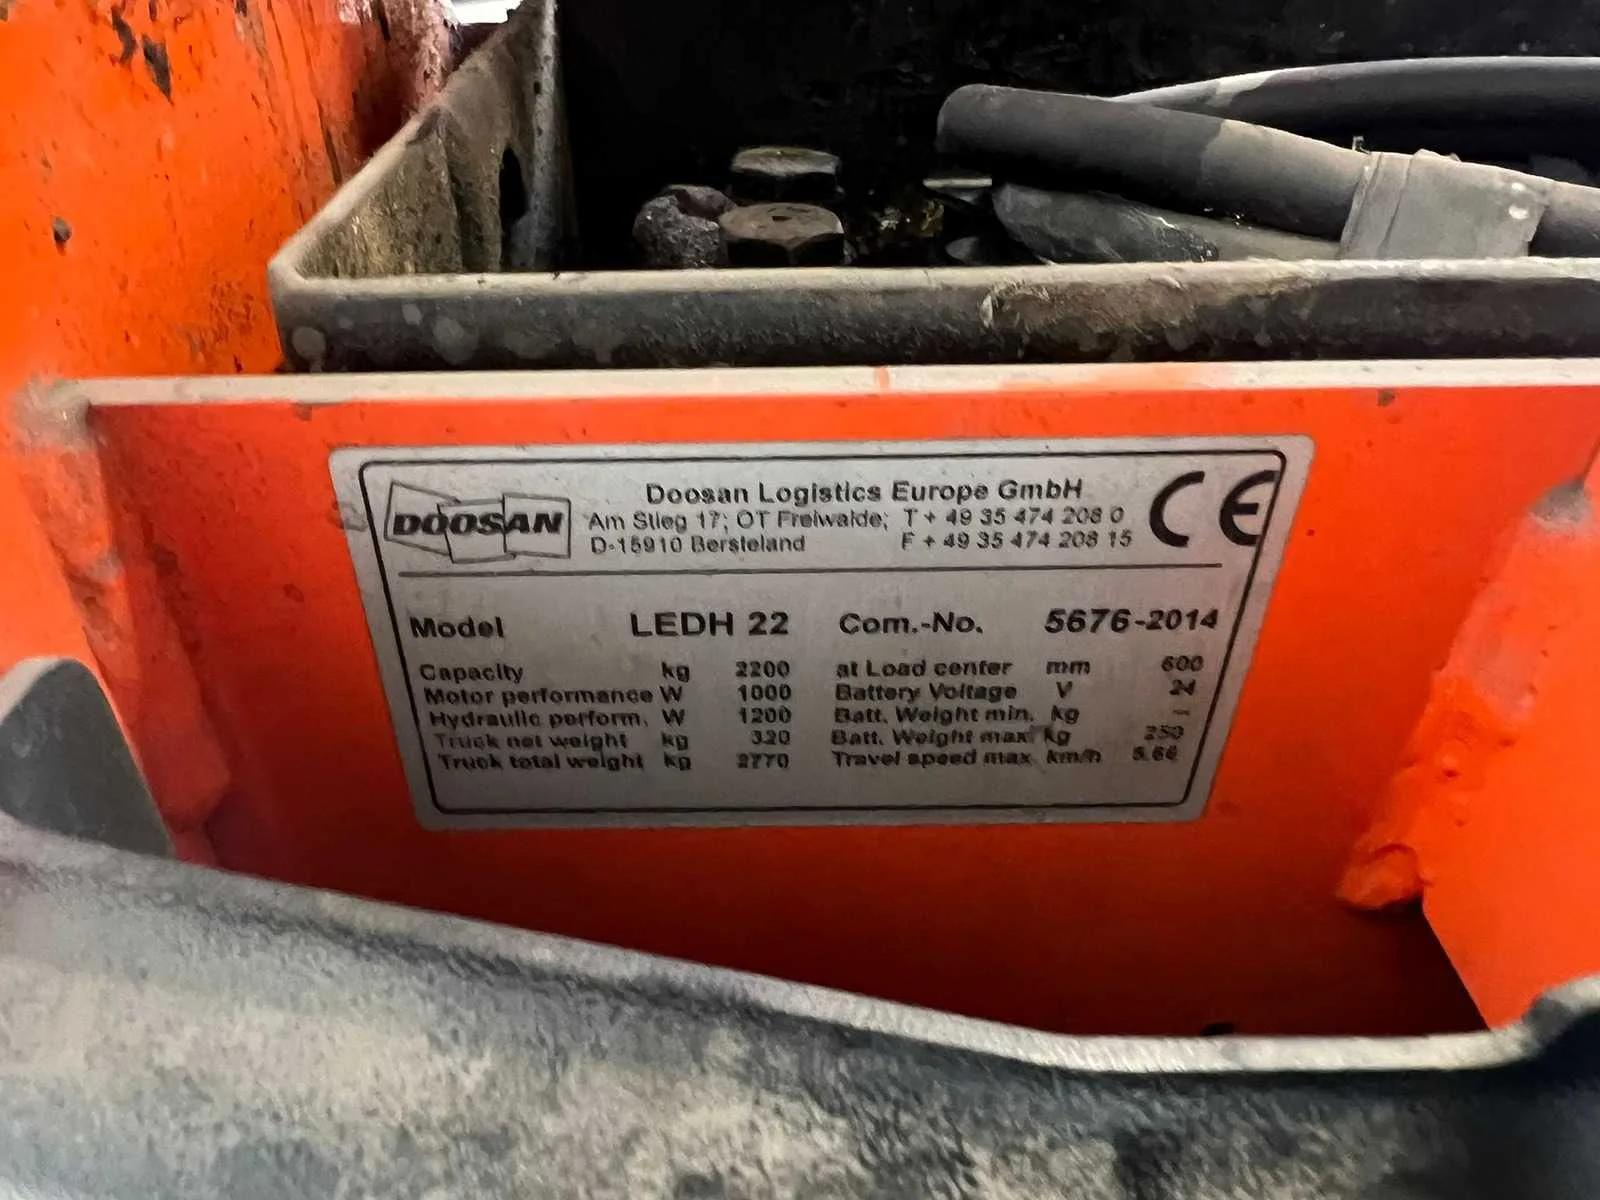 DOOSAN
Doosan Logistics Europe GmbH
Am Stieg 17; OT Freiwalde; T + 49 35 474 208 0
D-15910 Bersteland F + 49 35 474 208 15
CE
Model LEDH 22 Com.-No. 5676-2014
Capacity kg 2200 at Load center mm 600
Motor performance W 1000 Battery Voltage V 24
Hydraulic perform. W 1200 Batt. Weight min. kg --
Truck net weight kg 320 Batt. Weight max. kg 250
Truck total weight kg 2770 Travel speed max. km/h 5.66